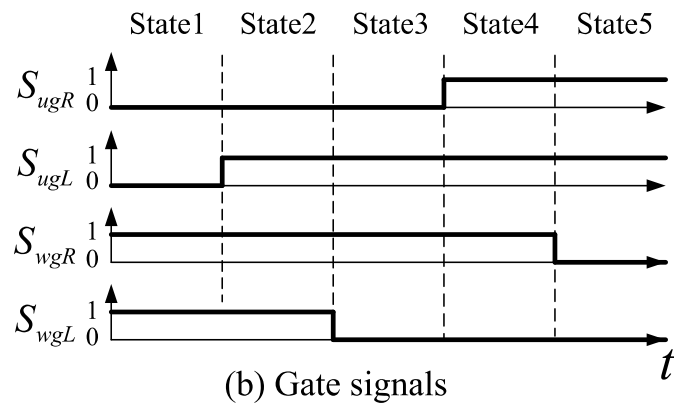 State1 State2 State3 State4 State5
SugR 1 0
SugL 1 0
SwgR 1 0
SwgL 1 0
t
(b) Gate signals